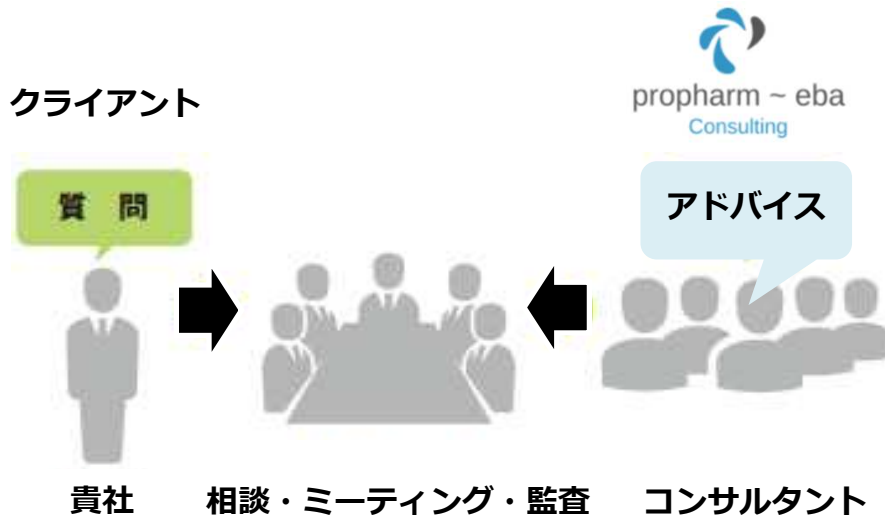 クライアント
propharm ~ eba
Consulting
質 問
アドバイス
貴社
相談・ミーティング・監査
コンサルタント